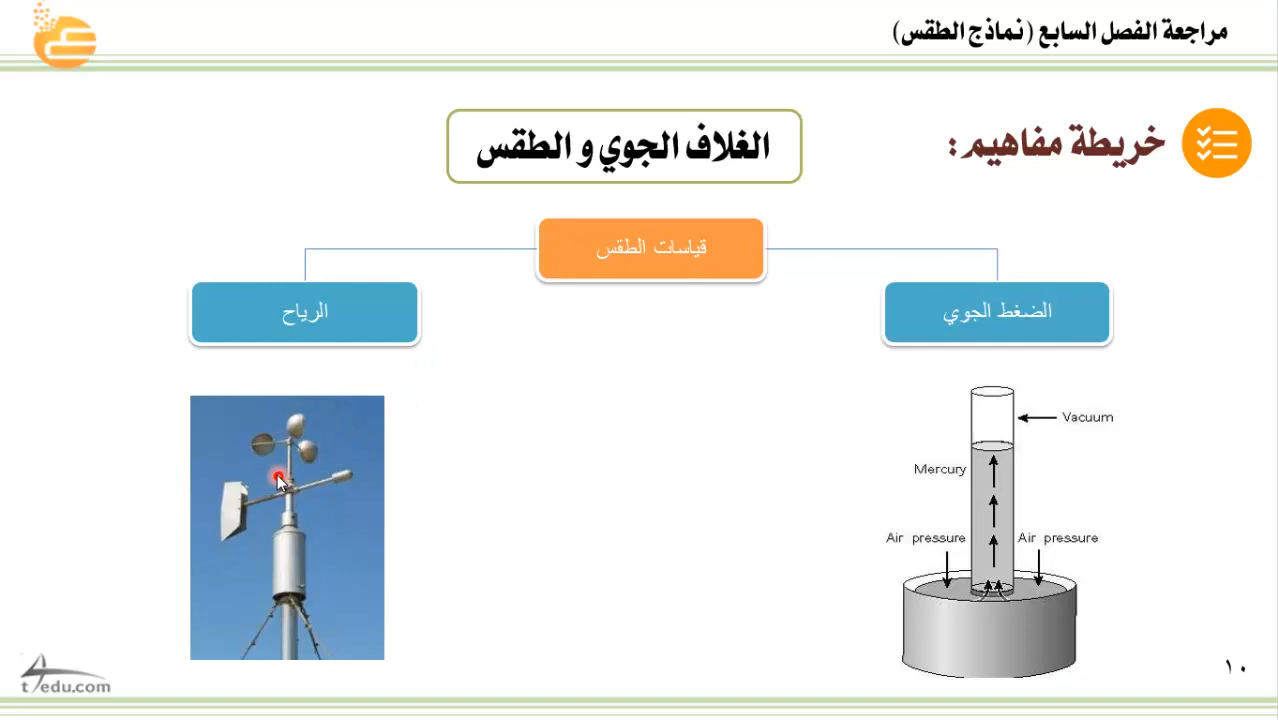 مراجعة الفصل السابع (نماذج الطقس)
خريطة مفاهيم:
الغلاف الجوي و الطقس
قياسات الطقس
الضغط الجوي
الرياح
Vacuum
Mercury
Air pressure
Air pressure
١٠
t4edu.com